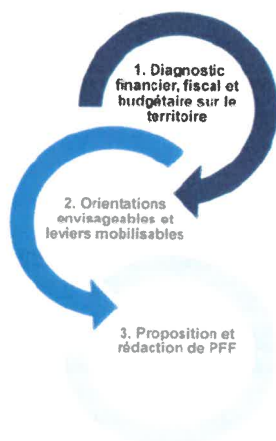 1. Diagnostic
financier, fiscal et
budgétaire sur le
territoire
2. Orientations
envisageables et
leviers mobilisables
3. Proposition et
rédaction de PFF